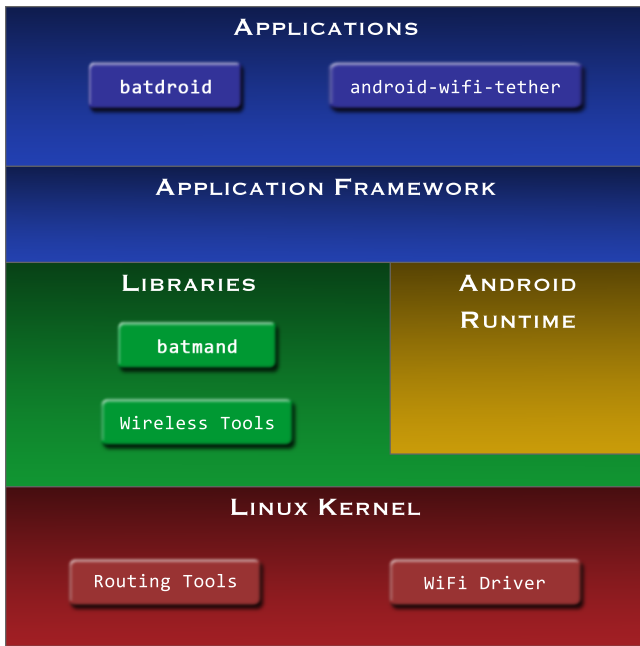 APPLICATIONS
batdroid
android-wifi-tether
APPLICATION FRAMEWORK
LIBRARIES
batmand
Wireless Tools
ANDROID
RUNTIME
LINUX KERNEL
Routing Tools
WiFi Driver